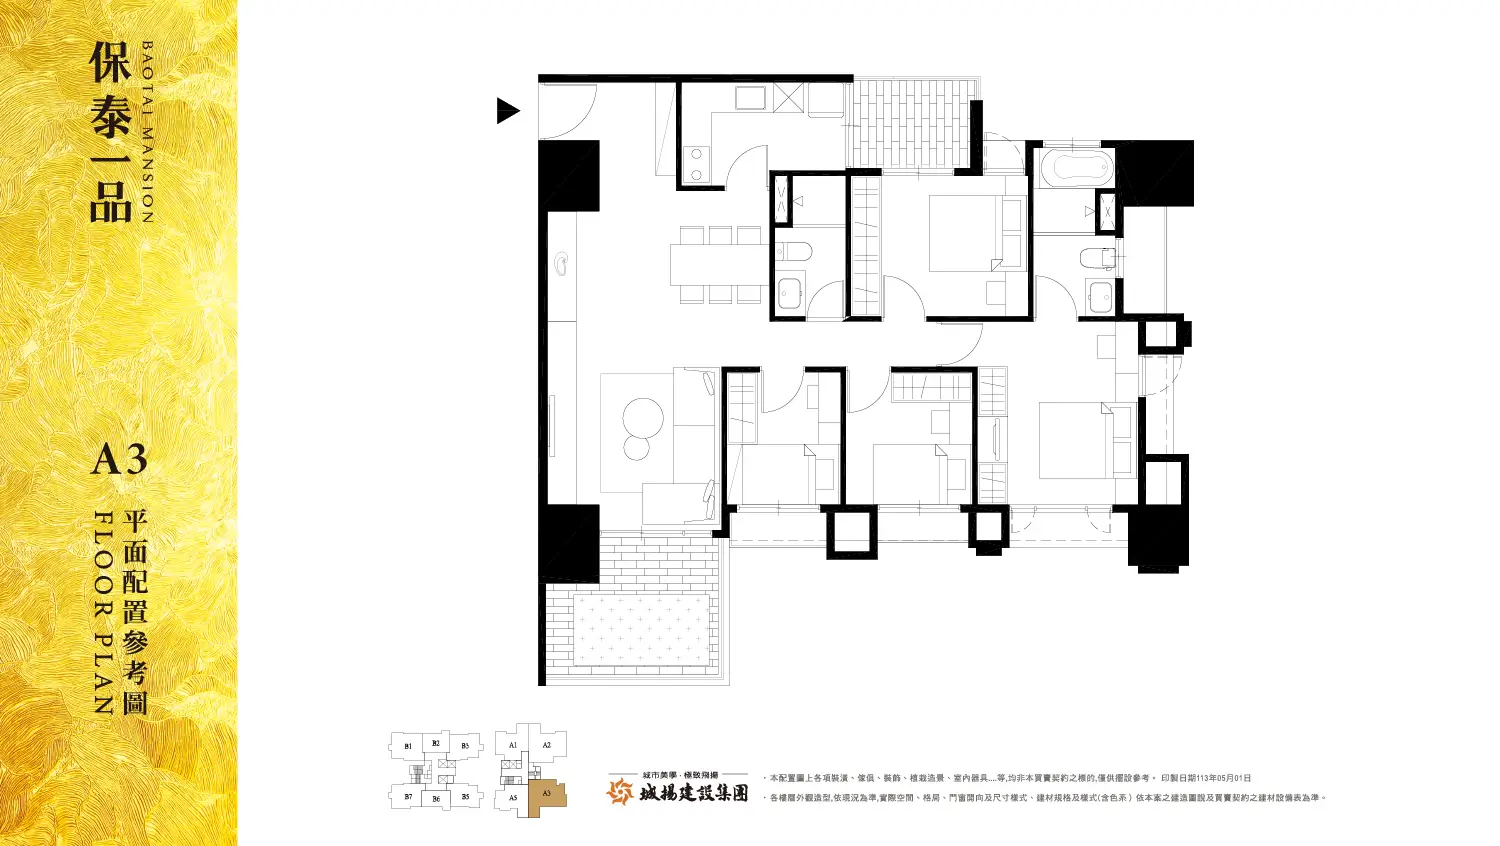 保泰一品
BAOTAI MANSION
A3
平面配置參考圖
FLOOR PLAN
B1
B2
B3
B7
B6
B5
A1
A2
A5
A3
城市美學・極致飛揚
城揚建設集團
・本配置圖上各項裝潢、傢俱、裝飾、植栽造景、室內器具....等,均非本買賣契約之標的,僅供擺設參考。 印製日期113年05月01日
・各樓層外觀造型,依現況為準,實際空間、格局、門窗開向及尺寸樣式、建材規格及樣式(含色系）依本案之建造圖說及買賣契約之建材設備表為準。